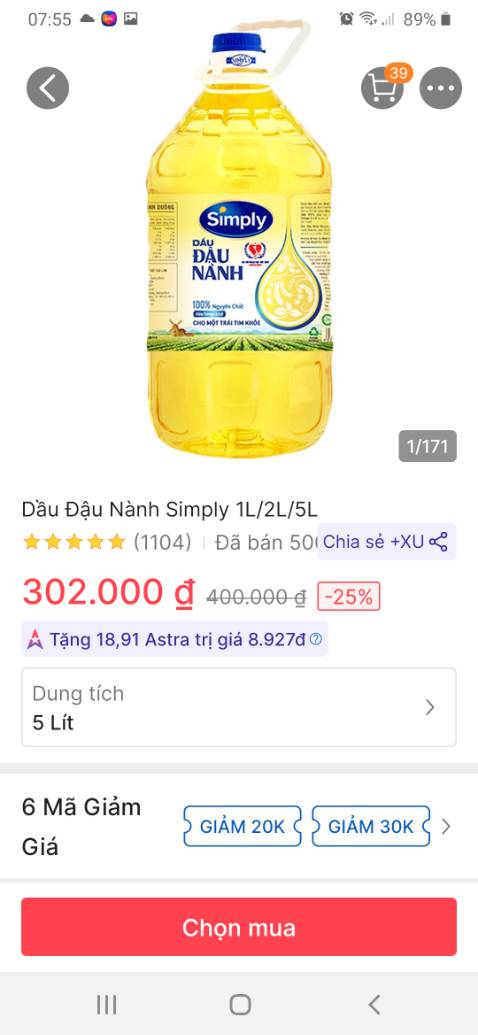 07:55
89%
39
SIMPLY
Simply
DẦU
ĐẬU
NÀNH
100% Nguyên Chất
CHO MỘT TRÁI TIM KHỎE
1/171
Dầu Đậu Nành Simply 1L/2L/5L
(1104) Đã bán 50 Chia sẻ +XU
302.000 ₫ 400.000 ₫ -25%
Tặng 18,91 Astra trị giá 8.927đ
Dung tích
5 Lít
6 Mã Giảm
Giá
GIẢM 20K GIẢM 30K
Chọn mua